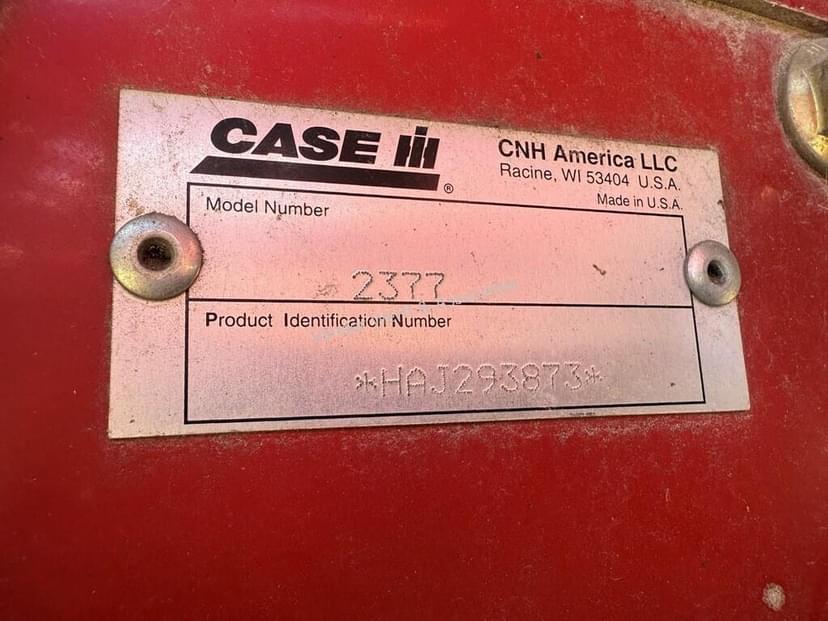 CASE IH ®
CNH America LLC
Racine, WI 53404 U.S.A.
Made in U.S.A.
Model Number
2377
Product Identification Number
*HAJ293873*